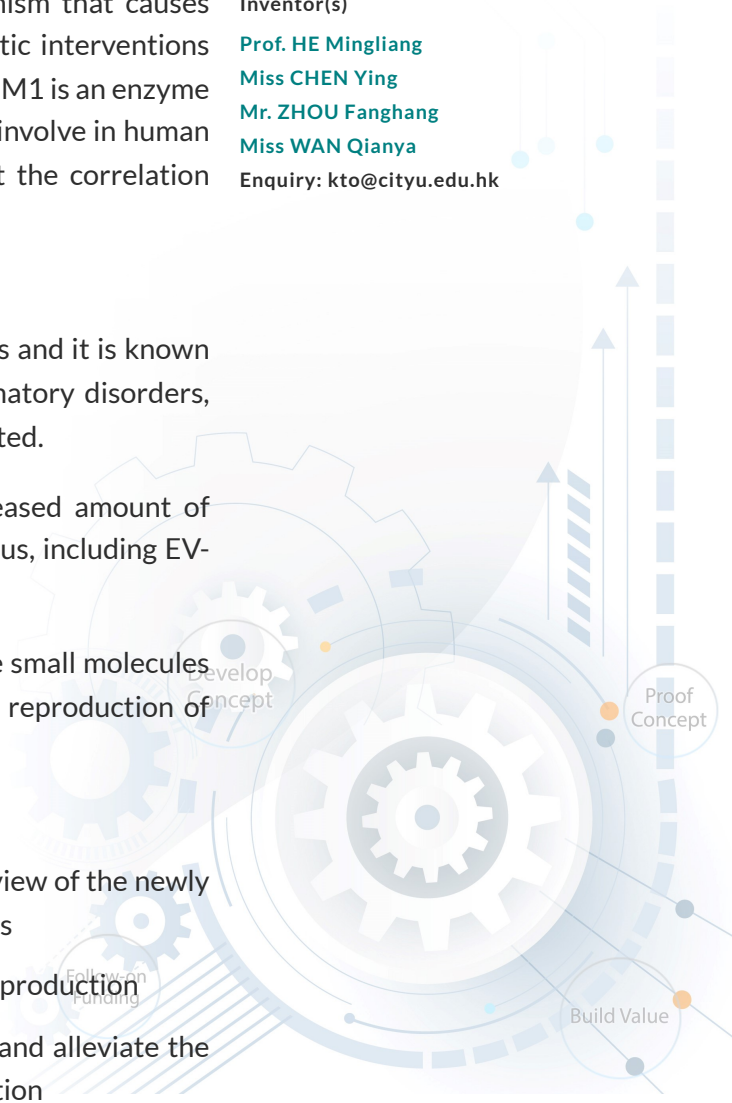 nism that causes
tic interventions
M1 is an enzyme
involve in human
t the correlation
s and it is known
natory disorders,
ted.
eased amount of
us, including EV-
e small molecules
reproduction of
view of the newly
s
production
and alleviate the
tion
Inventor(s)
Prof. HE Mingliang
Miss CHEN Ying
Mr. ZHOU Fanghang
Miss WAN Qianya
Enquiry: kto@cityu.edu.hk
Develop
Concept
Proof
Concept
Follow-on
Funding
Build Value